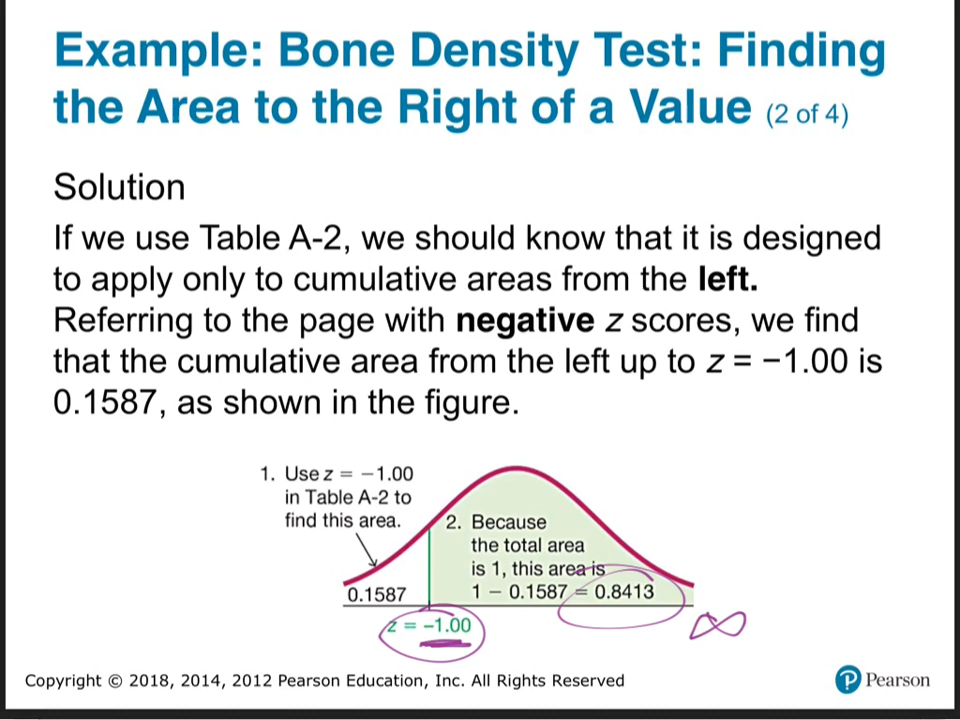 Example: Bone Density Test: Finding
the Area to the Right of a Value (2 of 4)
Solution
If we use Table A-2, we should know that it is designed
to apply only to cumulative areas from the left.
Referring to the page with negative z scores, we find
that the cumulative area from the left up to z = −1.00 is
0.1587, as shown in the figure.
1. Use z = −1.00
in Table A-2 to
find this area.
2. Because
the total area
is 1, this area is
1 − 0.1587 = 0.8413
0.1587
z = −1.00
∞
Copyright © 2018, 2014, 2012 Pearson Education, Inc. All Rights Reserved
P Pearson